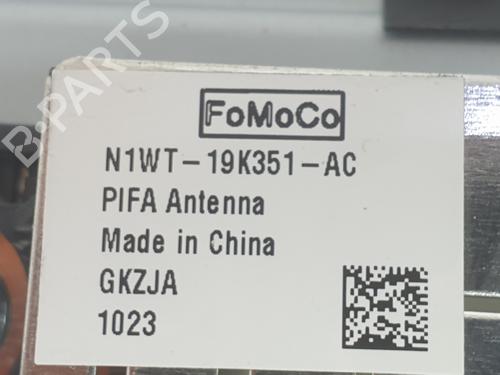 B-PARTS
FoMoCo
N1WT-19K351-AC
PIFA Antenna
Made in China
GKZJA
1023